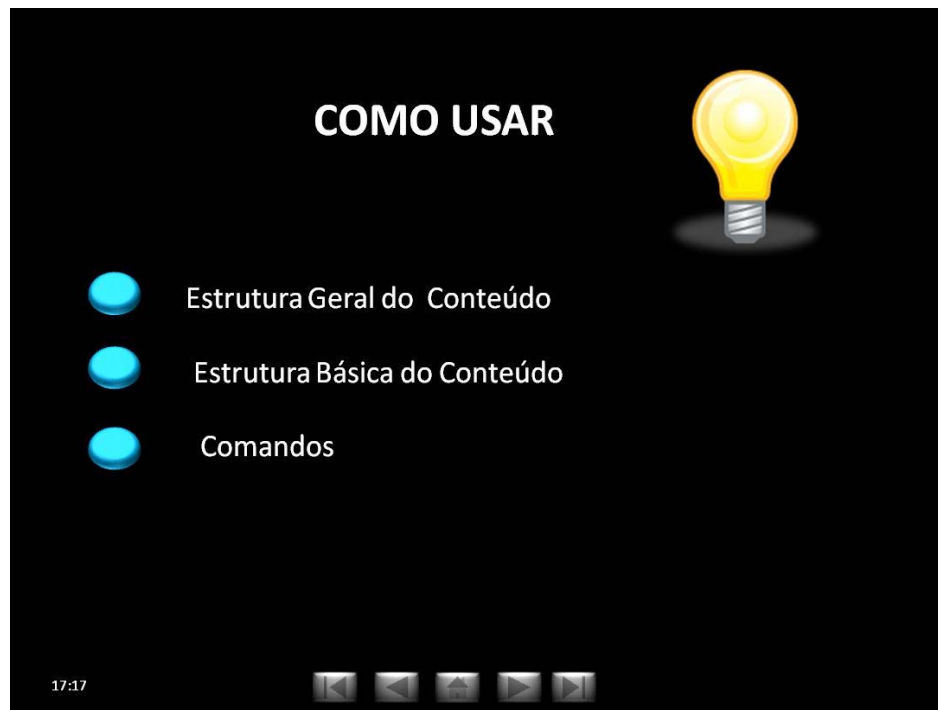 COMO USAR
Estrutura Geral do Conteúdo
Estrutura Básica do Conteúdo
Comandos
17:17